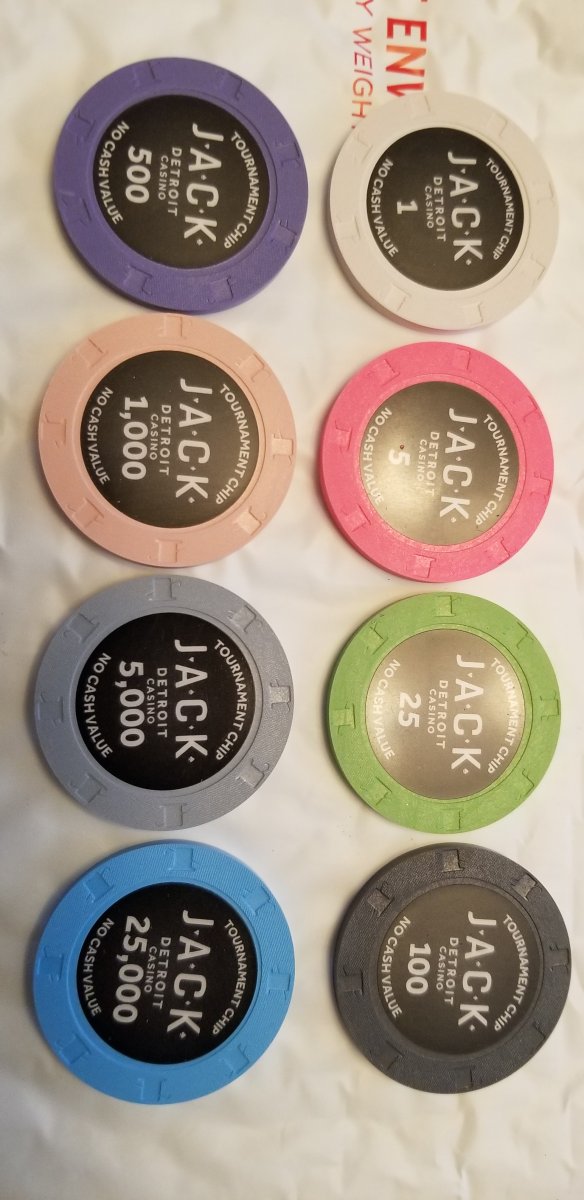 ENV
Y WEIGH
TOURNAMENT CHIP
J·A·C·K·
DETROIT
CASINO
1
NO CASH VALUE
TOURNAMENT CHIP
J·A·C·K·
DETROIT
CASINO
5
NO CASH VALUE
TOURNAMENT CHIP
J·A·C·K·
DETROIT
CASINO
25
NO CASH VALUE
TOURNAMENT CHIP
J·A·C·K·
DETROIT
CASINO
100
NO CASH VALUE
TOURNAMENT CHIP
J·A·C·K·
DETROIT
CASINO
500
NO CASH VALUE
TOURNAMENT CHIP
J·A·C·K·
DETROIT
CASINO
1,000
NO CASH VALUE
TOURNAMENT CHIP
J·A·C·K·
DETROIT
CASINO
5,000
NO CASH VALUE
TOURNAMENT CHIP
J·A·C·K·
DETROIT
CASINO
25,000
NO CASH VALUE